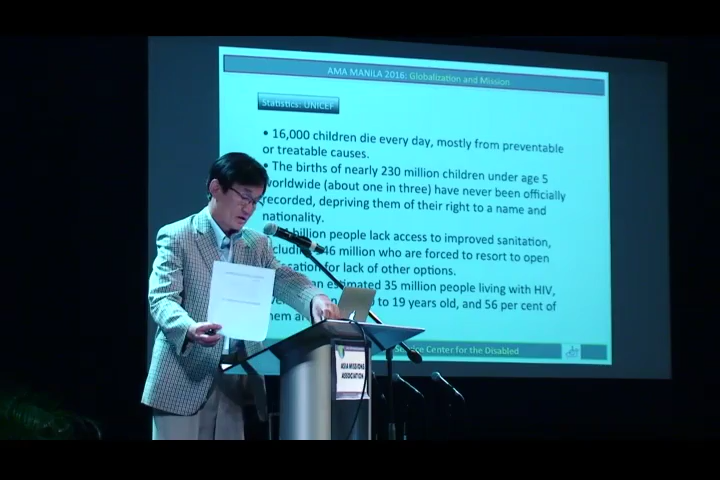 AMA MANILA 2016: Globalization and Mission
Statistics: UNICEF
• 16,000 children die every day, mostly from preventable
or treatable causes.
• The births of nearly 230 million children under age 5
worldwide (about one in three) have never been officially
recorded, depriving them of their right to a name and
nationality.
billion people lack access to improved sanitation,
46 million who are forced to resort to open
for lack of other options.
an estimated 35 million people living with HIV,
to 19 years old, and 56 per cent of
Service Center for the Disabled
ASIA MISSIONS
ASSOCIATION